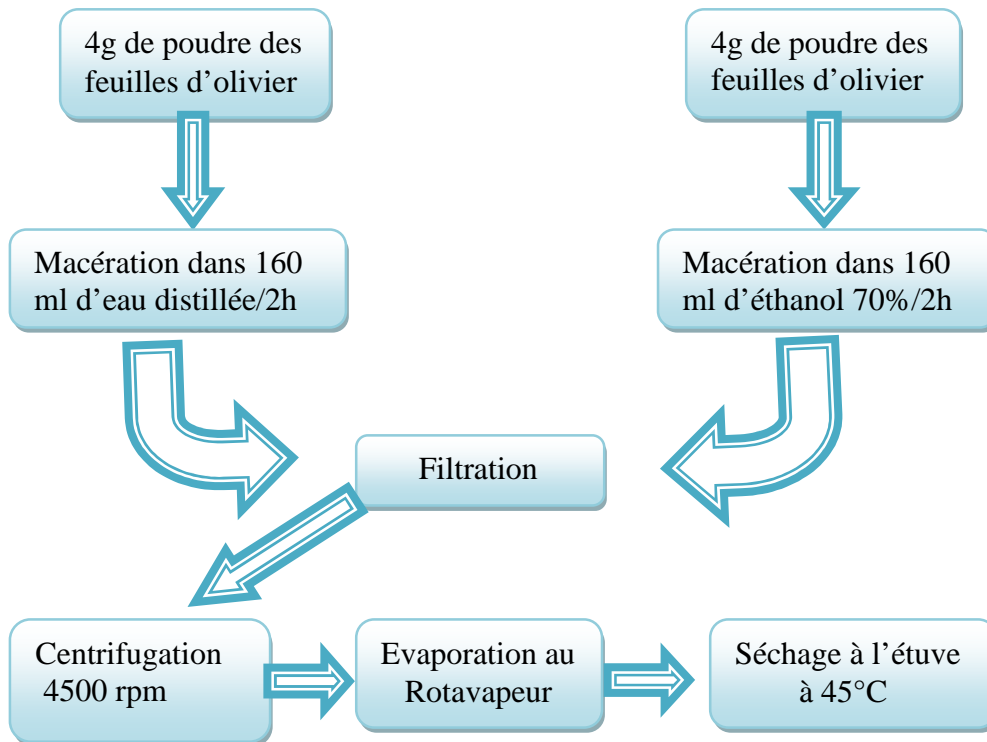 4g de poudre des
feuilles d’olivier
4g de poudre des
feuilles d’olivier
Macération dans 160
ml d’eau distillée/2h
Macération dans 160
ml d’éthanol 70%/2h
Filtration
Centrifugation
4500 rpm
Evaporation au
Rotavapeur
Séchage à l’étuve
à 45°C